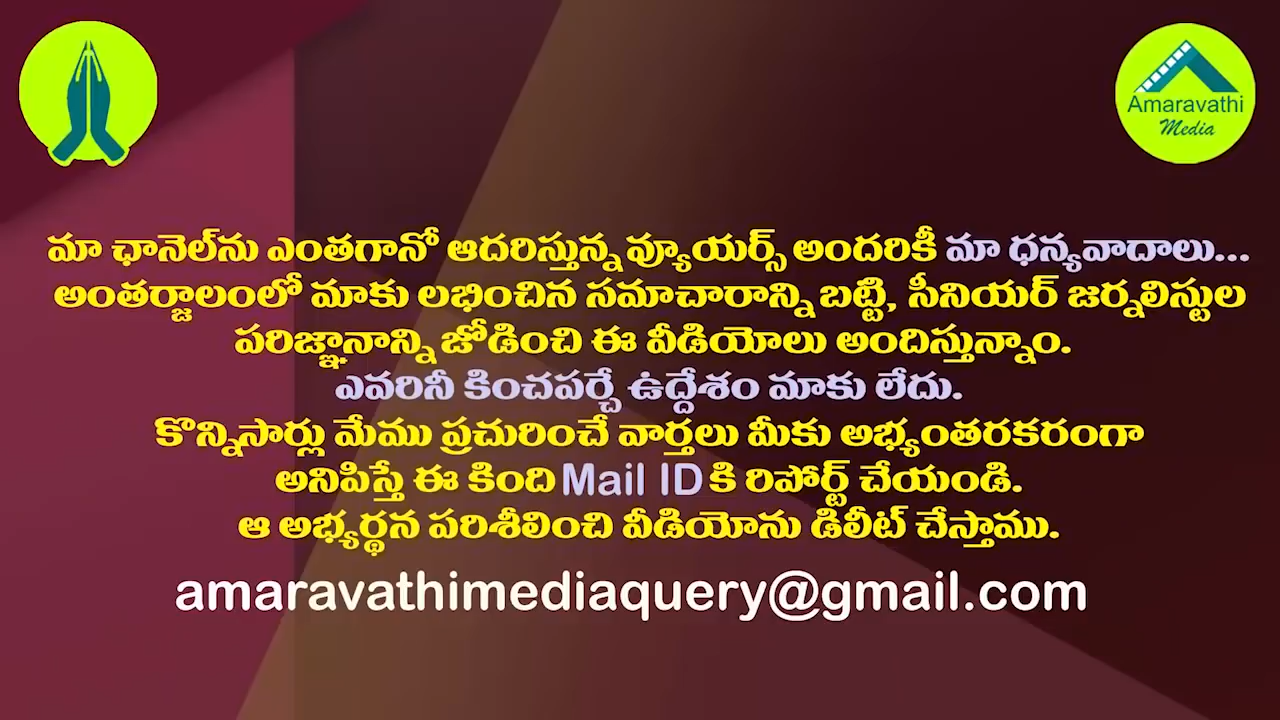 Amaravathi
Media
మా ఛానెల్‌ను ఎంతగానో ఆదరిస్తున్న వ్యూయర్స్ అందరికీ మా ధన్యవాదాలు...
అంతర్జాలంలో మాకు లభించిన సమాచారాన్ని బట్టి, సీనియర్ జర్నలిస్టుల
పరిజ్ఞానాన్ని జోడించి ఈ వీడియోలు అందిస్తున్నాం.
ఎవరినీ కించపర్చే ఉద్దేశం మాకు లేదు.
కొన్నిసార్లు మేము ప్రచురించే వార్తలు మీకు అభ్యంతరకరంగా
అనిపిస్తే ఈ కింది Mail ID కి రిపోర్ట్ చేయండి.
ఆ అభ్యర్థన పరిశీలించి వీడియోను డిలీట్ చేస్తాము.
amaravathimediaquery@gmail.com